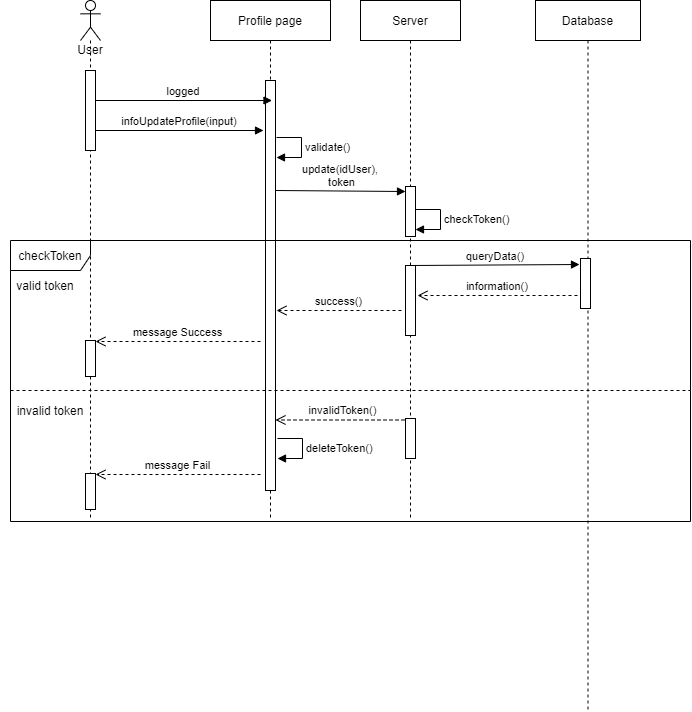 Profile page
Server
Database
User
logged
infoUpdateProfile(input)
validate()
update(idUser),
token
checkToken()
checkToken
queryData()
valid token
information()
success()
message Success
invalid token
invalidToken()
deleteToken()
message Fail